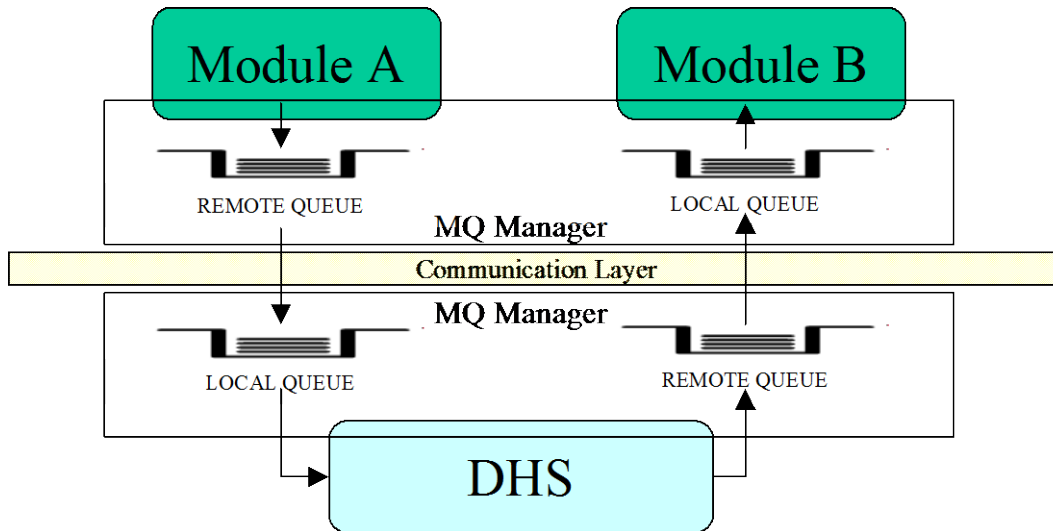 Module A
Module B
REMOTE QUEUE
LOCAL QUEUE
MQ Manager
Communication Layer
MQ Manager
LOCAL QUEUE
REMOTE QUEUE
DHS